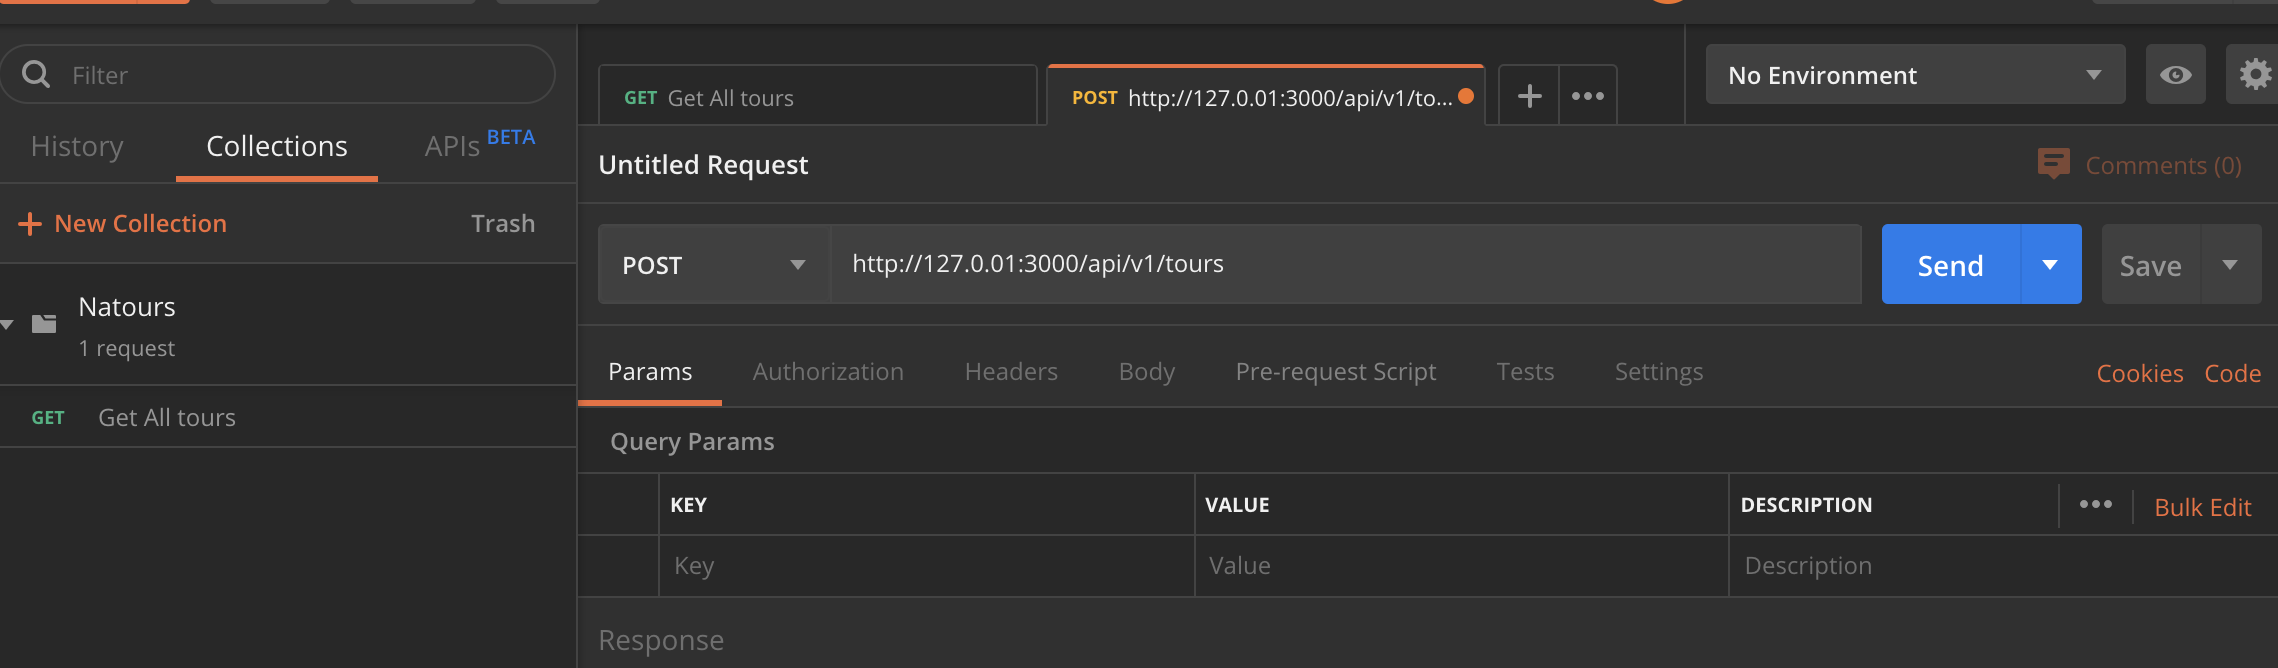 Filter
History Collections APIs BETA
New Collection Trash
Natours
1 request
GET Get All tours
GET Get All tours
POST http://127.0.01:3000/api/v1/to...
No Environment
Untitled Request
Comments (0)
POST http://127.0.01:3000/api/v1/tours Send Save
Params Authorization Headers Body Pre-request Script Tests Settings Cookies Code
Query Params
KEY VALUE DESCRIPTION Bulk Edit
Key Value Description
Response